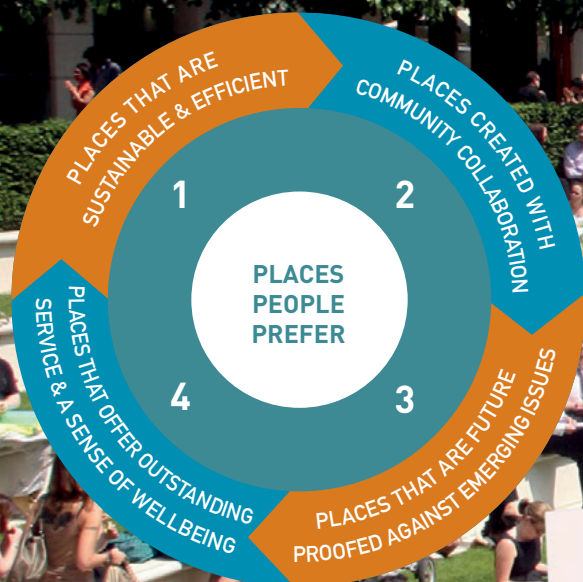 PLACES THAT ARE
SUSTAINABLE & EFFICIENT
1
PLACES CREATED WITH
COMMUNITY COLLABORATION
2
PLACES
PEOPLE
PREFER
PLACES THAT ARE FUTURE
PROOFED AGAINST EMERGING ISSUES
3
PLACES THAT OFFER OUTSTANDING
SERVICE & A SENSE OF WELLBEING
4